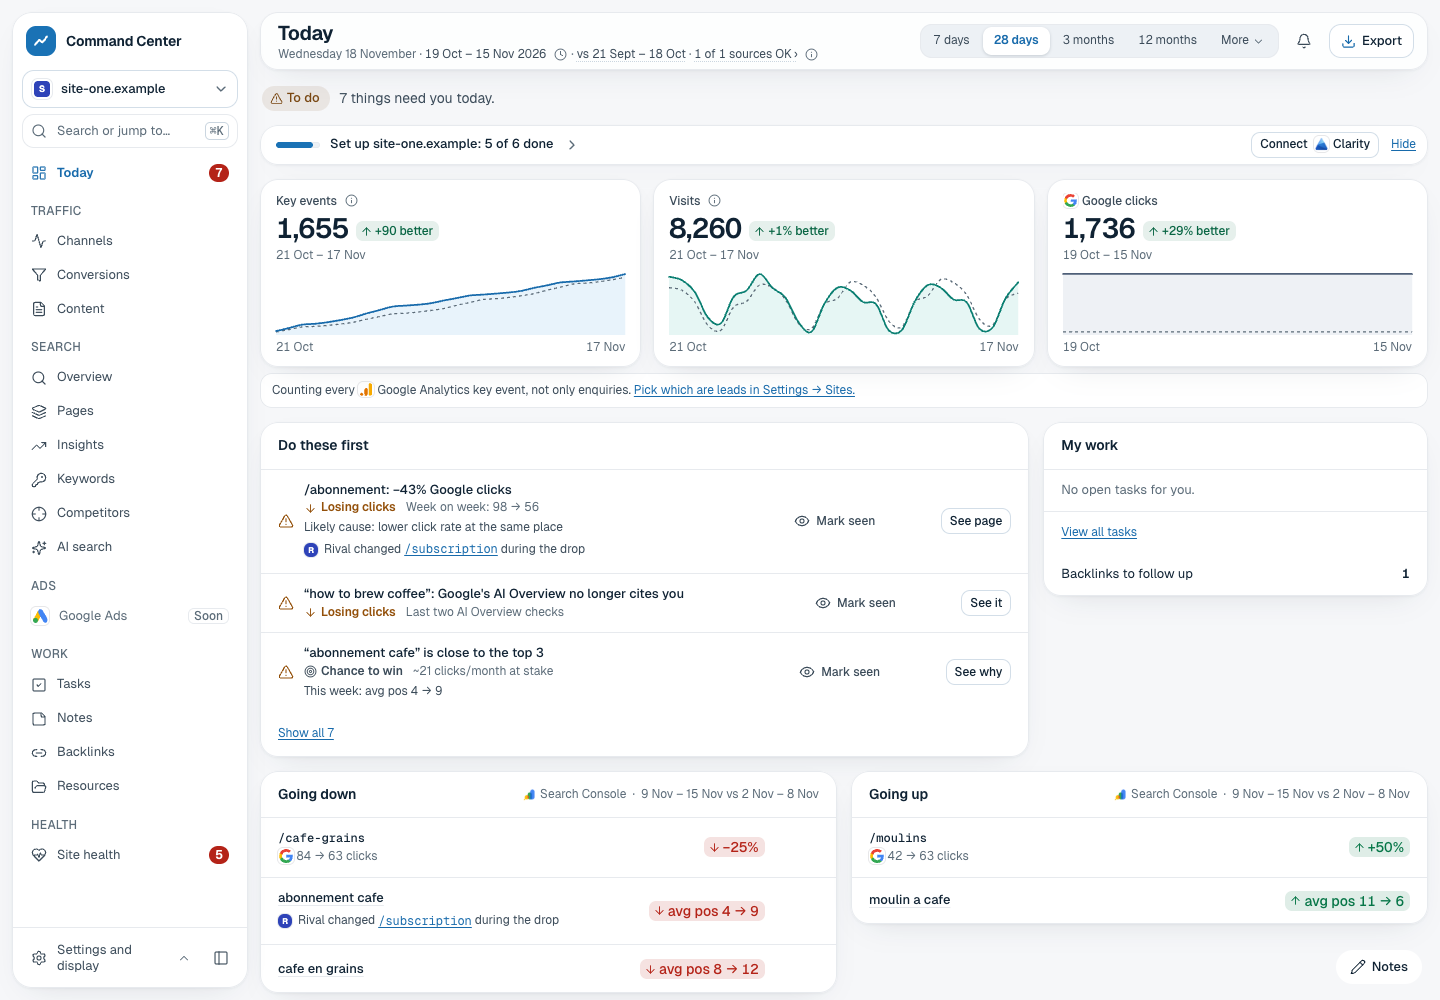 Command Center
S site-one.example
Search or jump to... ⌘K
Today 7
TRAFFIC
Channels
Conversions
Content
SEARCH
Overview
Pages
Insights
Keywords
Competitors
AI search
ADS
Google Ads Soon
WORK
Tasks
Notes
Backlinks
Resources
HEALTH
Site health 5
Settings and
display
Today
Wednesday 18 November · 19 Oct – 15 Nov 2026 · vs 21 Sept – 18 Oct · 1 of 1 sources OK ›
7 days 28 days 3 months 12 months More
Export
To do 7 things need you today.
Set up site-one.example: 5 of 6 done
Connect Clarity Hide
Key events
1,655 ↑ +90 better
21 Oct – 17 Nov
21 Oct 17 Nov
Visits
8,260 ↑ +1% better
21 Oct – 17 Nov
21 Oct 17 Nov
Google clicks
1,736 ↑ +29% better
19 Oct – 15 Nov
19 Oct 15 Nov
Counting every Google Analytics key event, not only enquiries. Pick which are leads in Settings → Sites.
Do these first
/abonnement: −43% Google clicks
↓ Losing clicks Week on week: 98 → 56
Likely cause: lower click rate at the same place
R Rival changed /subscription during the drop
Mark seen See page
“how to brew coffee”: Google's AI Overview no longer cites you
↓ Losing clicks Last two AI Overview checks
Mark seen See it
“abonnement cafe” is close to the top 3
Chance to win ~21 clicks/month at stake
This week: avg pos 4 → 9
Mark seen See why
Show all 7
My work
No open tasks for you.
View all tasks
Backlinks to follow up 1
Going down Search Console · 9 Nov – 15 Nov vs 2 Nov – 8 Nov
/cafe-grains
84 → 63 clicks
↓ −25%
abonnement cafe
R Rival changed /subscription during the drop
↓ avg pos 4 → 9
cafe en grains ↓ avg pos 8 → 12
Going up Search Console · 9 Nov – 15 Nov vs 2 Nov – 8 Nov
/moulins
42 → 63 clicks
↑ +50%
moulin a cafe ↑ avg pos 11 → 6
Notes